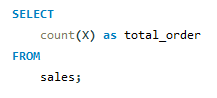 SELECT
    count(X) as total_order
FROM
    sales;